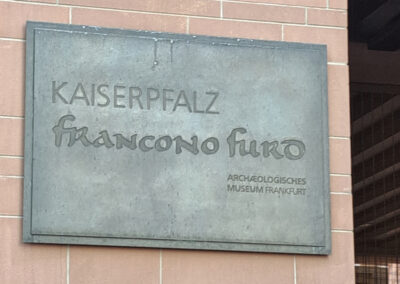 KAISERPFALZ
franconofurd
ARCHÆOLOGISCHES
MUSEUM FRANKFURT